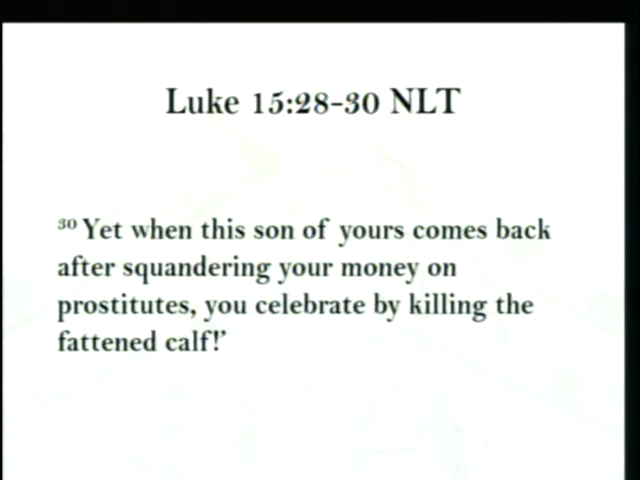 Luke 15:28-30 NLT
30 Yet when this son of yours comes back
after squandering your money on
prostitutes, you celebrate by killing the
fattened calf!’